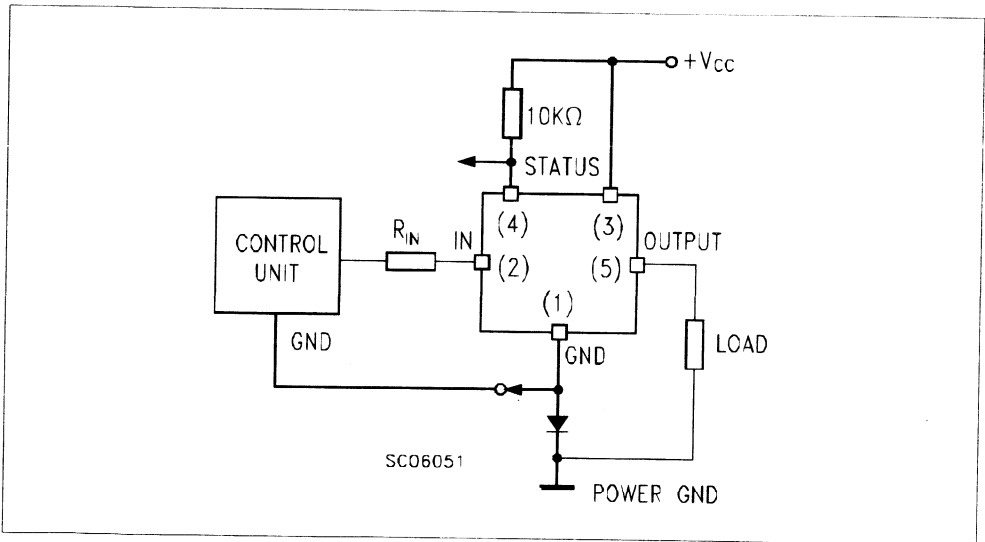 +VCC
10KΩ
STATUS
(4)
(3)
CONTROL
UNIT
RIN
IN
(2)
(5)
OUTPUT
(1)
GND
GND
LOAD
SC06051
POWER GND